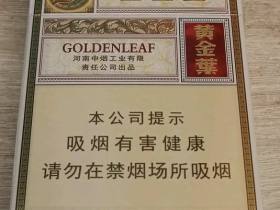 GOLDENLEAF
河南中烟工业有限
责任公司出品
黄金葉
本公司提示
吸烟有害健康
请勿在禁烟场所吸烟